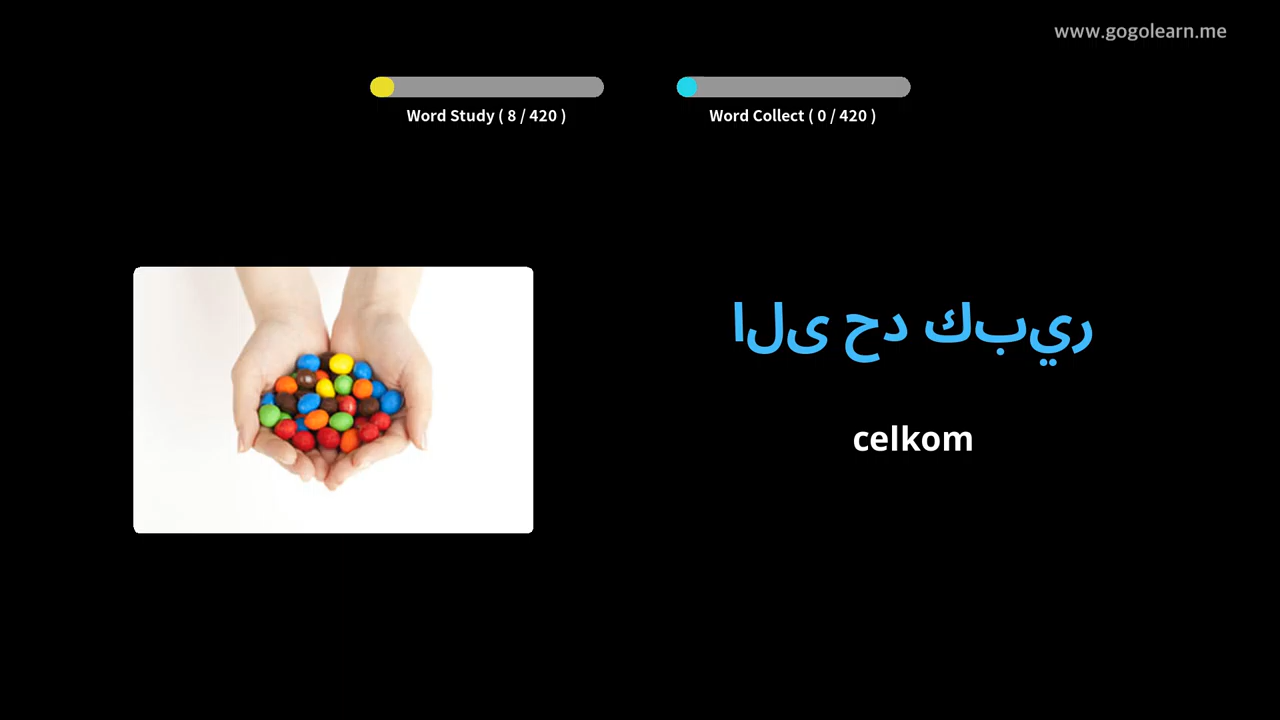 www.gogolearn.me
Word Study ( 8 / 420 )
Word Collect ( 0 / 420 )
الى حد كبير
celkom